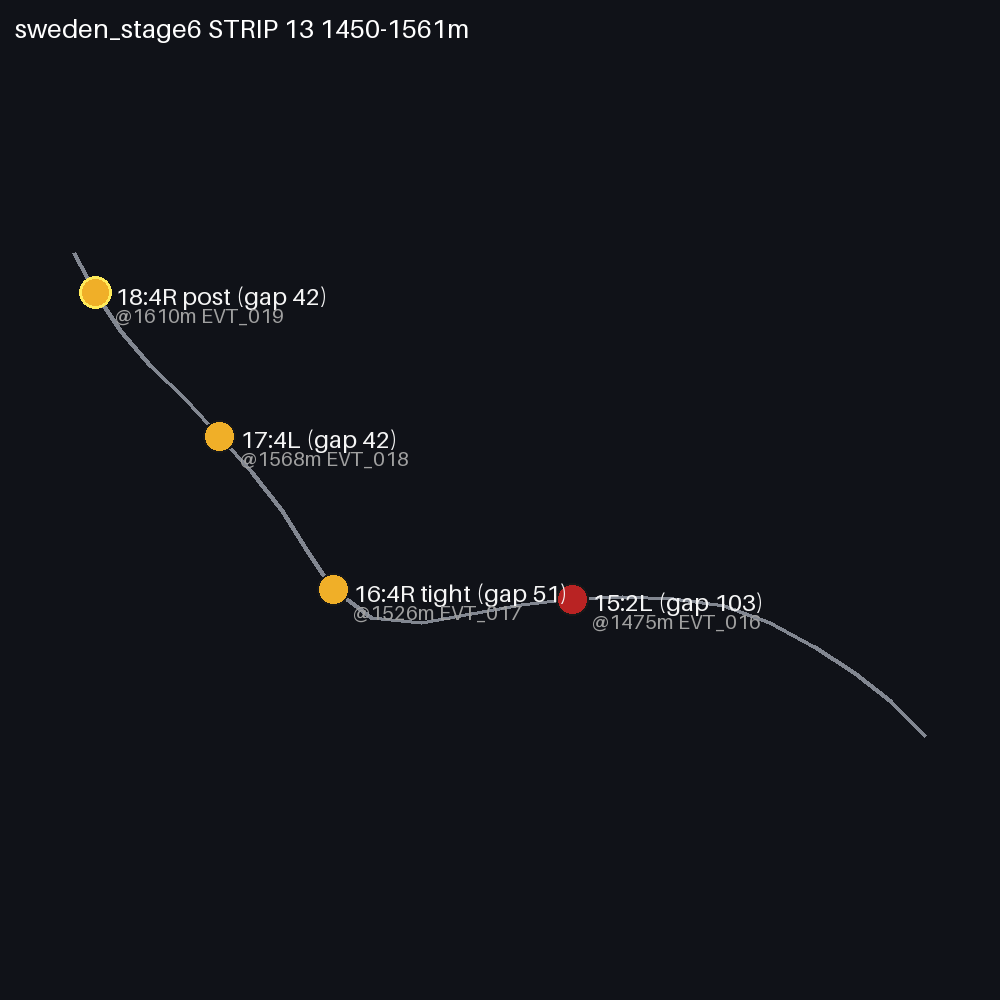 sweden_stage6 STRIP 13 1450-1561m
18:4R post (gap 42)
@1610m EVT_019
17:4L (gap 42)
@1568m EVT_018
16:4R tight (gap 51)
@1526m EVT_017
15:2L (gap 103)
@1475m EVT_016